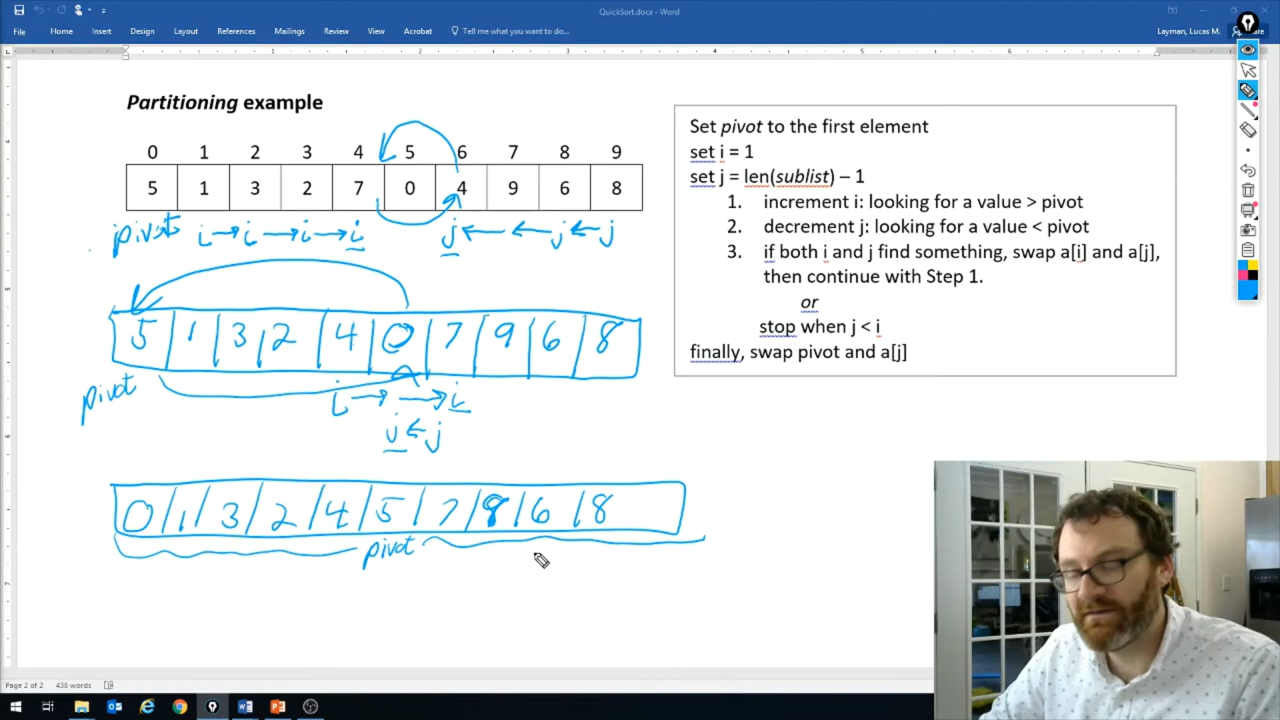 QuickSort.docx - Word
File Home Insert Design Layout References Mailings Review View Acrobat Tell me what you want to do... Layman, Lucas M. Share
Partitioning example
0 1 2 3 4 5 6 7 8 9
5 1 3 2 7 0 4 9 6 8
pivot i → i → i → i j ← ← j ← j
5 1 3 2 4 0 7 9 6 8
pivot
i → → i
j ← j
0 1 3 2 4 5 7 8 6 8
pivot
Set pivot to the first element
set i = 1
set j = len(sublist) – 1
1. increment i: looking for a value > pivot
2. decrement j: looking for a value < pivot
3. if both i and j find something, swap a[i] and a[j],
then continue with Step 1.
or
stop when j < i
finally, swap pivot and a[j]
Page 2 of 2 438 words